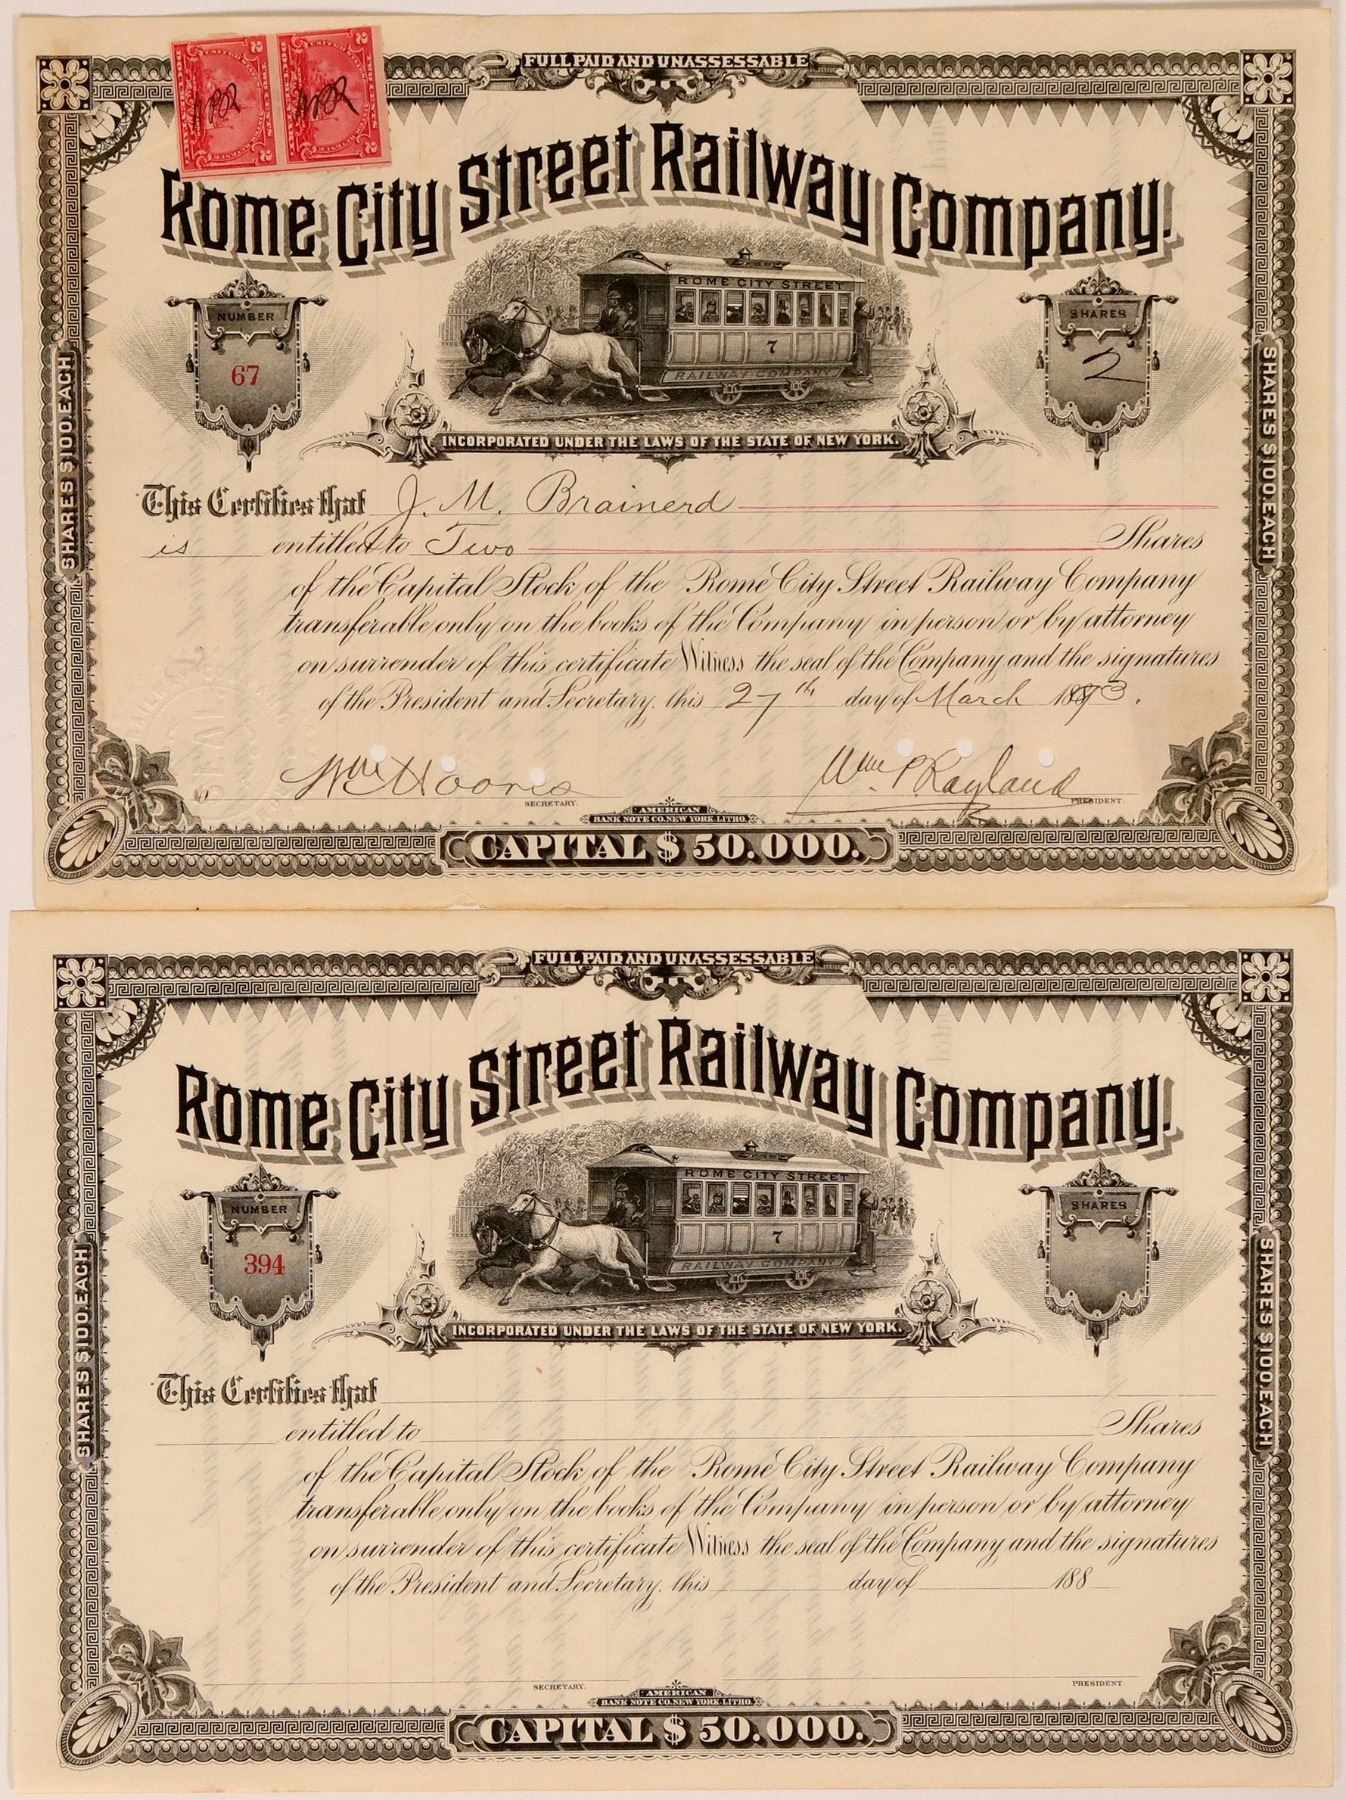 FULL PAID AND UNASSESSABLE
Rome City Street Railway Company.
NUMBER
67
ROME CITY STREET
7
RAILWAY COMPANY
SHARES
2
SHARES $100. EACH
SHARES $100. EACH
INCORPORATED UNDER THE LAWS OF THE STATE OF NEW YORK.
This Certifies that J. M. Brainerd
is entitled to Two Shares
of the Capital Stock of the Rome City Street Railway Company
transferable only on the books of the Company in person or by attorney
on surrender of this certificate Witness the seal of the Company and the signatures
of the President and Secretary, this 27th day of March 1893.
SECRETARY.
Wm. P Rayland
PRESIDENT.
AMERICAN
BANK NOTE CO. NEW YORK. LITHO.
CAPITAL $50.000.
FULL PAID AND UNASSESSABLE
Rome City Street Railway Company.
NUMBER
394
ROME CITY STREET
7
RAILWAY COMPANY
SHARES
SHARES $100. EACH
SHARES $100. EACH
INCORPORATED UNDER THE LAWS OF THE STATE OF NEW YORK.
This Certifies that
entitled to Shares
of the Capital Stock of the Rome City Street Railway Company
transferable only on the books of the Company in person or by attorney
on surrender of this certificate Witness the seal of the Company and the signatures
of the President and Secretary, this day of 188
SECRETARY.
PRESIDENT.
AMERICAN
BANK NOTE CO. NEW YORK. LITHO.
CAPITAL $50.000.